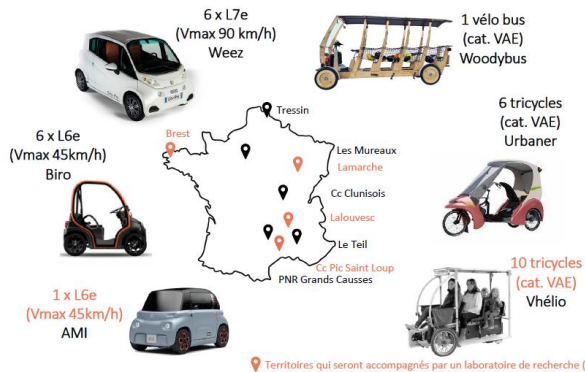 6 x L7e
(Vmax 90 km/h)
Weez
1 vélo bus
(cat. VAE)
Woodybus
Tressin
6 x L6e
(Vmax 45km/h)
Biro
Brest
Les Mureaux
Lamarche
6 tricycles
(cat. VAE)
Urbaner
Cc Clunisois
Lalouvesc
Le Teil
Cc Pic Saint Loup
PNR Grands Causses
1 x L6e
(Vmax 45km/h)
AMI
10 tricycles
(cat. VAE)
Vhélio
Territoires qui seront accompagnés par un laboratoire de recherche (